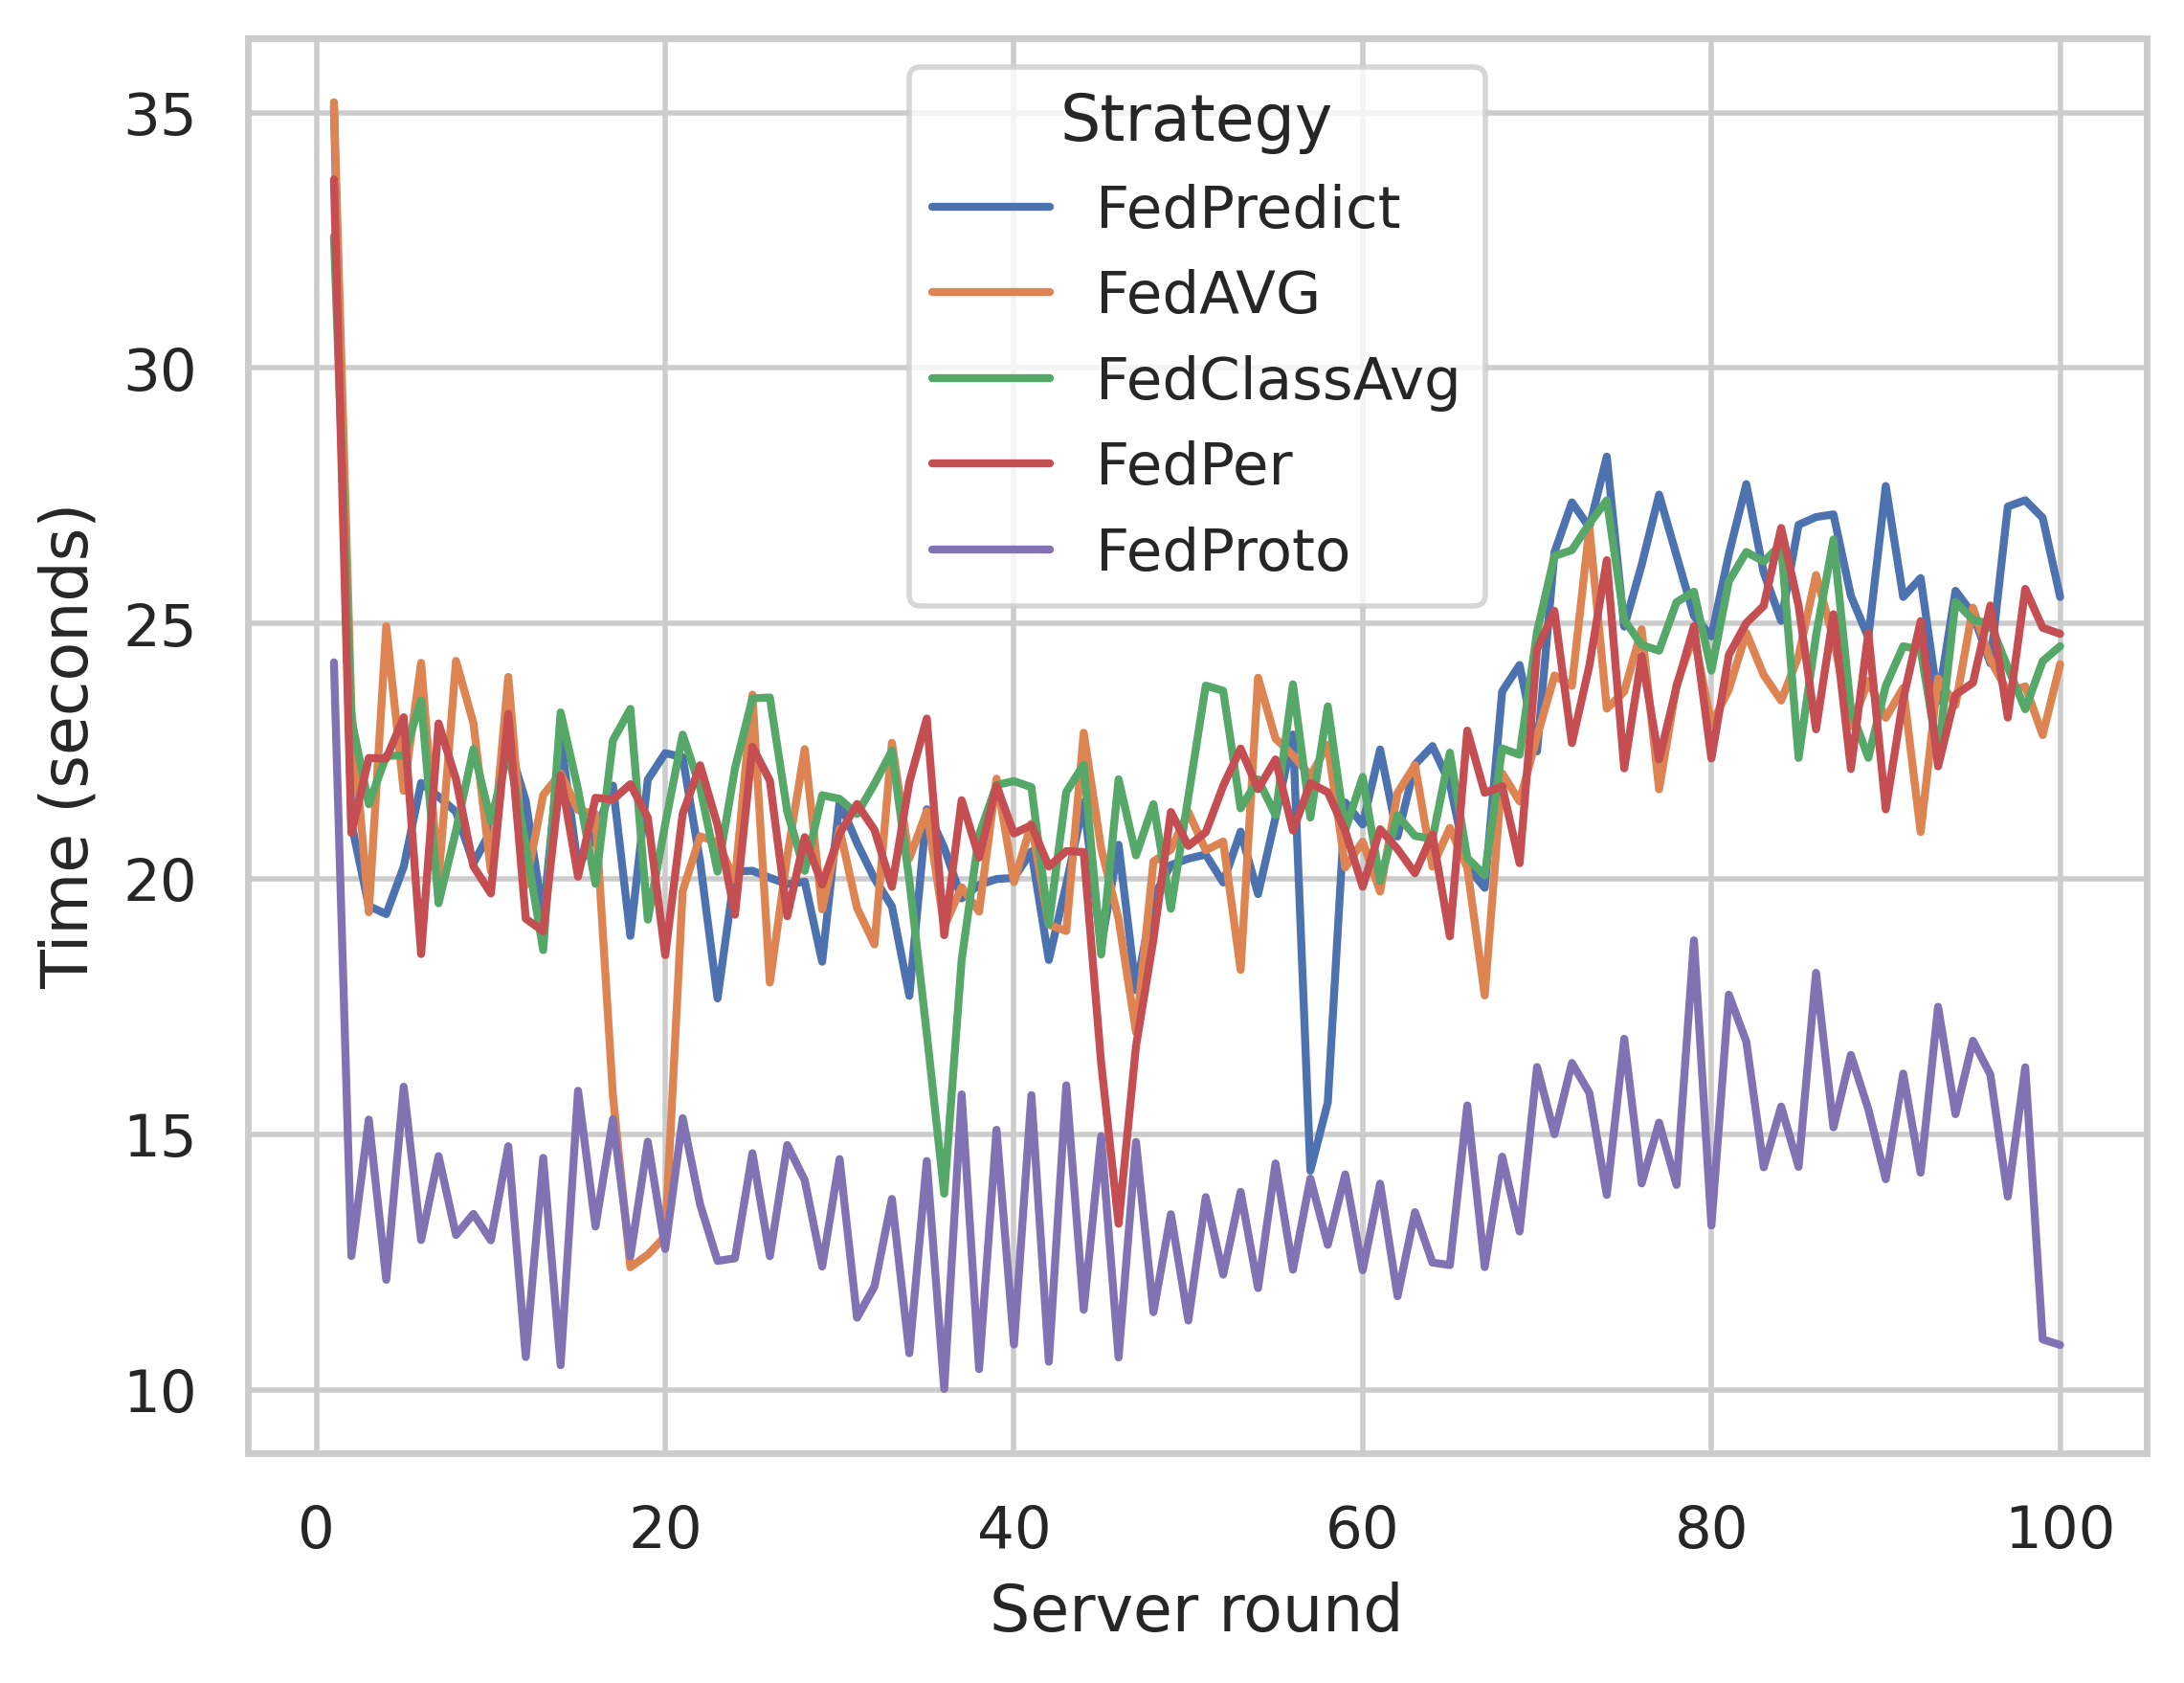 Strategy
FedPredict
FedAVG
FedClassAvg
FedPer
FedProto
Time (seconds)
35
30
25
20
15
10
0 20 40 60 80 100
Server round